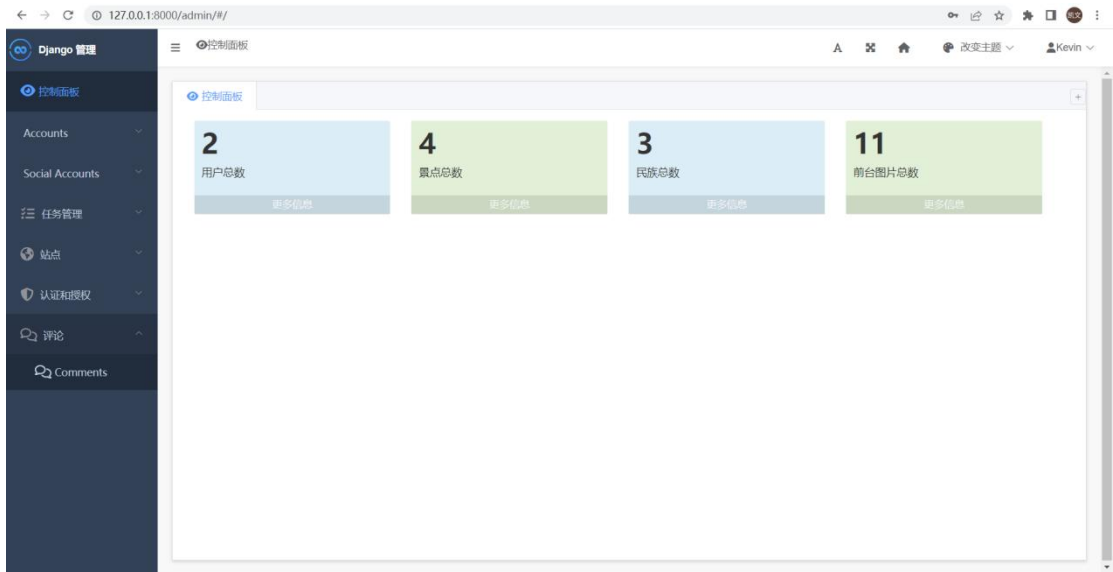 127.0.0.1:8000/admin/#/
凯文
Django 管理
控制面板
A
改变主题
Kevin
控制面板
Accounts
Social Accounts
任务管理
站点
认证和授权
评论
Comments
控制面板
+
2
用户总数
更多信息
4
景点总数
更多信息
3
民族总数
更多信息
11
前台图片总数
更多信息